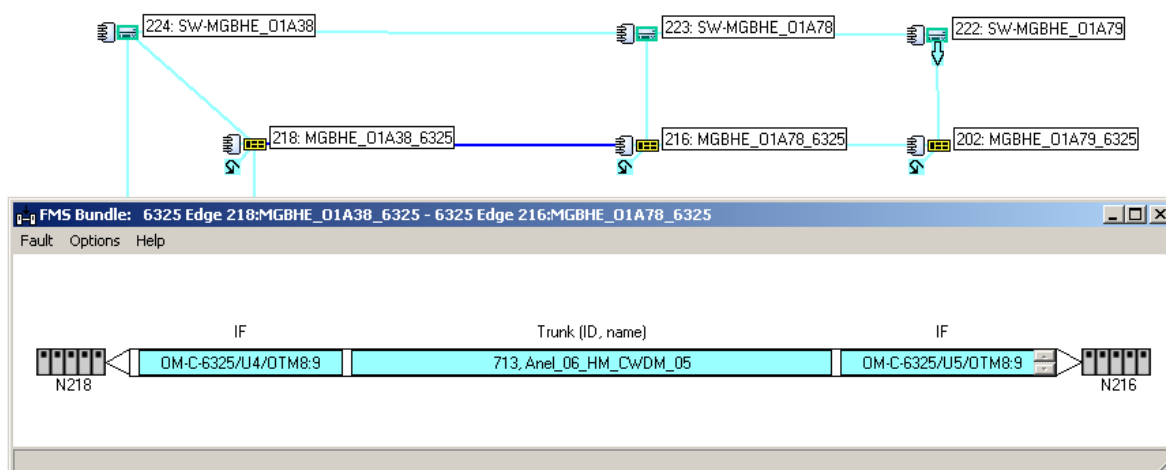 224: SW-MGBHE_01A38
223: SW-MGBHE_01A78
222: SW-MGBHE_01A79
218: MGBHE_01A38_6325
216: MGBHE_01A78_6325
202: MGBHE_01A79_6325
FMS Bundle: 6325 Edge 218:MGBHE_01A38_6325 - 6325 Edge 216:MGBHE_01A78_6325
Fault Options Help
IF Trunk (ID, name) IF
OM-C-6325/U4/OTM8:9 713, Anel_06_HM_CWDM_05 OM-C-6325/U5/OTM8:9
N218 N216